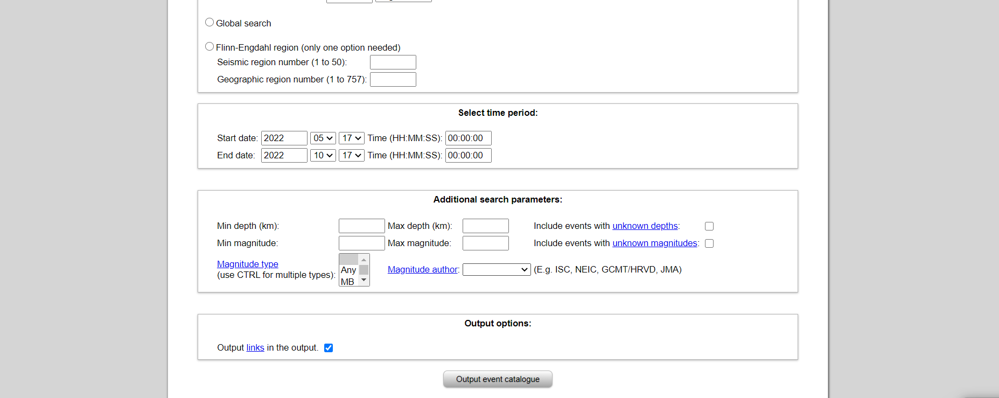 Global search
Flinn-Engdahl region (only one option needed)
Seismic region number (1 to 50):
Geographic region number (1 to 757):
Select time period:
Start date: 2022 05 17 Time (HH:MM:SS): 00:00:00
End date: 2022 10 17 Time (HH:MM:SS): 00:00:00
Additional search parameters:
Min depth (km): Max depth (km): Include events with unknown depths:
Min magnitude: Max magnitude: Include events with unknown magnitudes:
Magnitude type
(use CTRL for multiple types):
Any
MB
Magnitude author: (E.g. ISC, NEIC, GCMT/HRVD, JMA)
Output options:
Output links in the output.
Output event catalogue